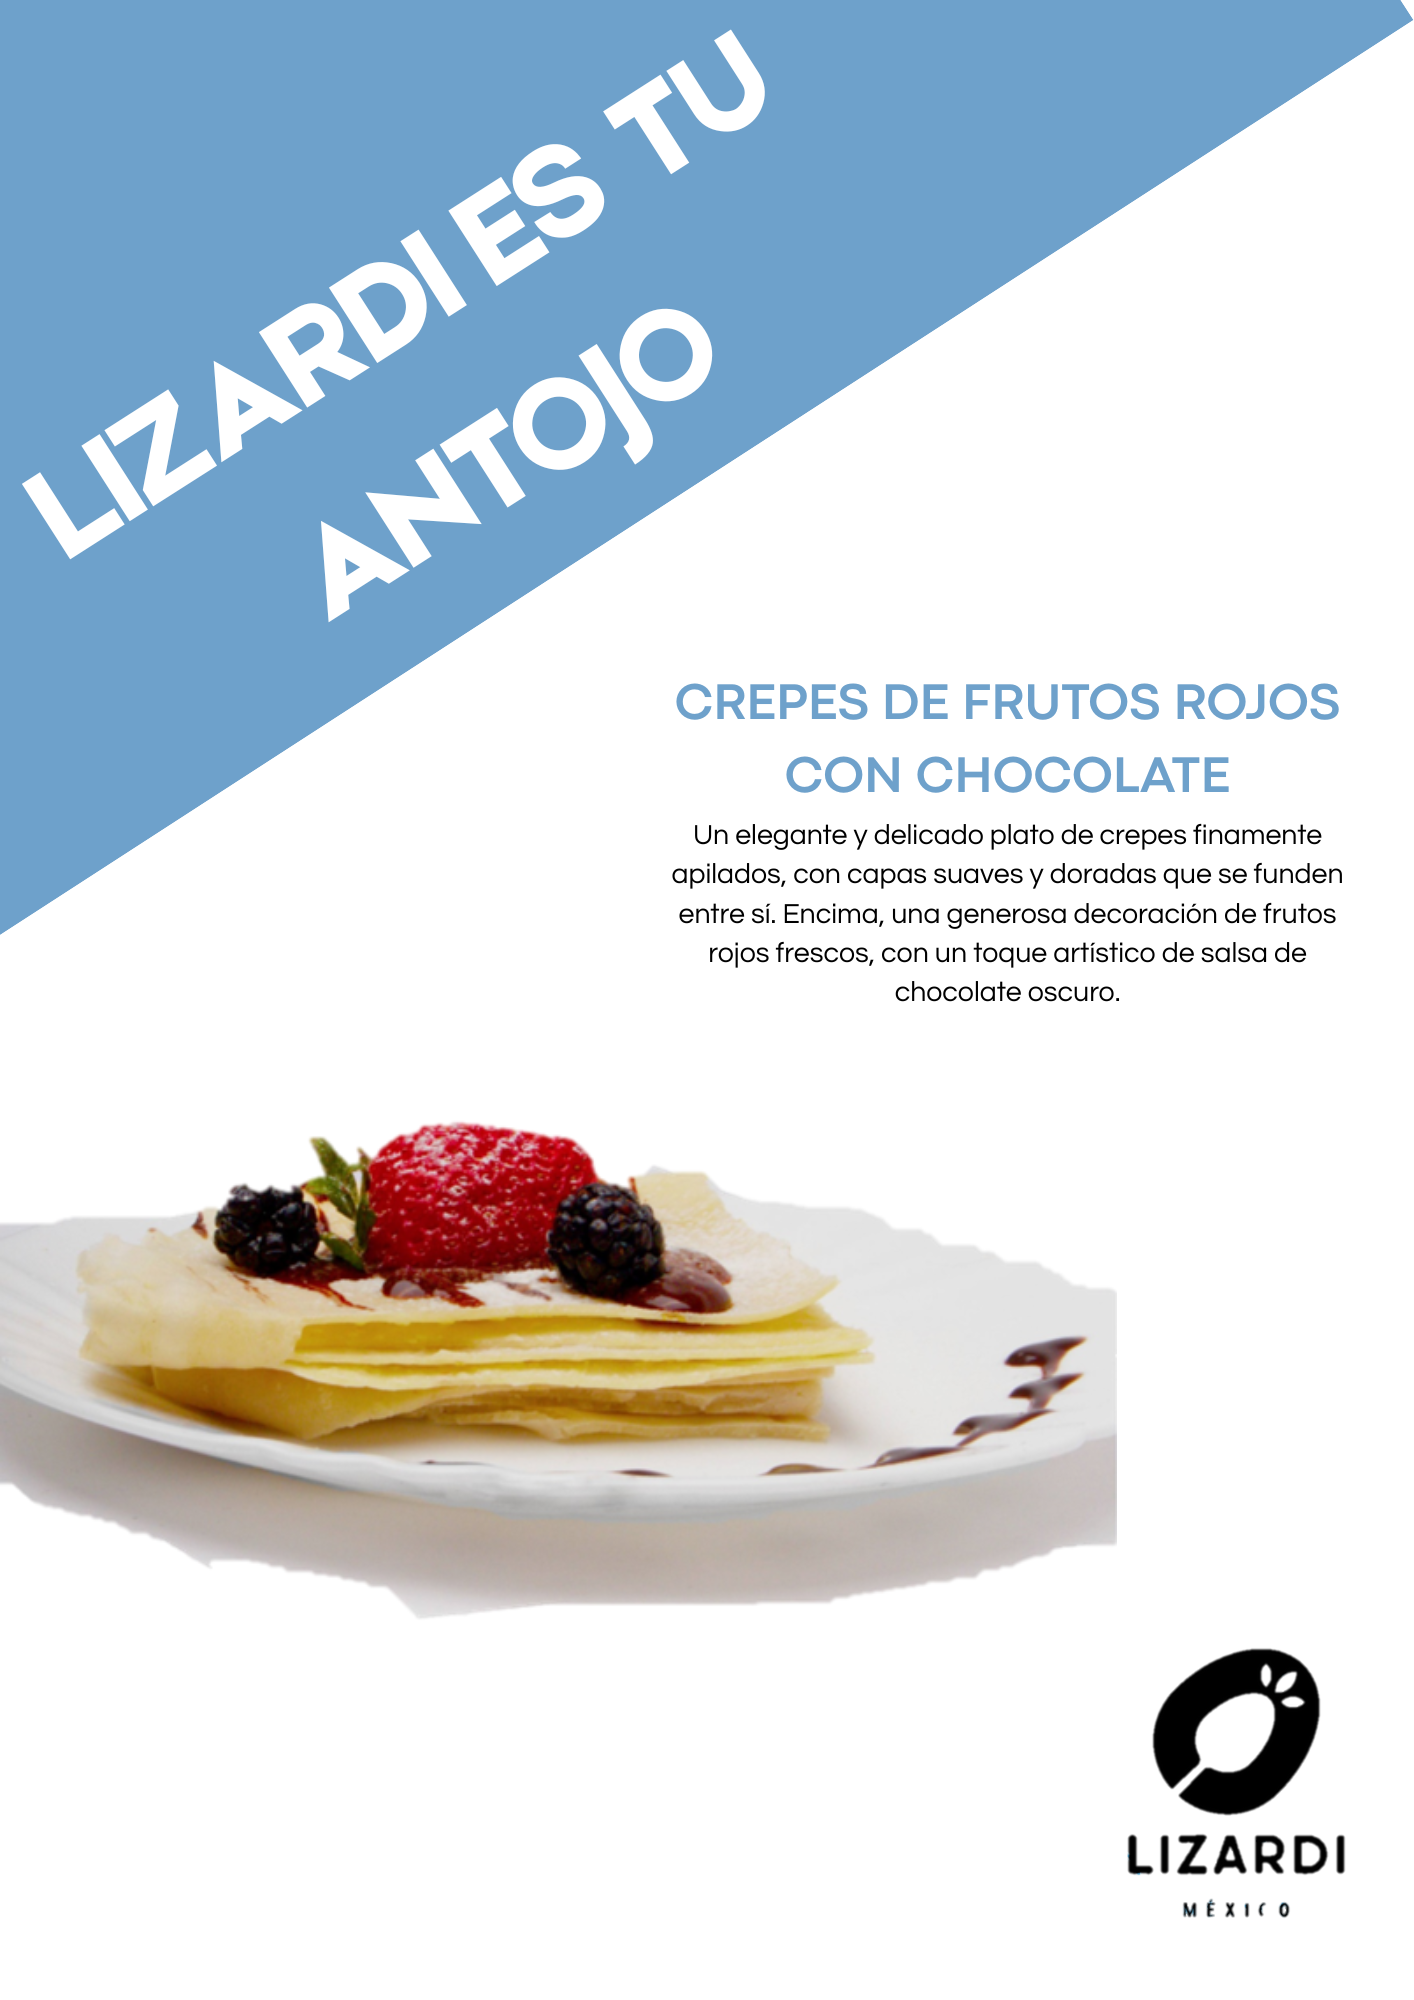 LIZARDI ES TU
ANTOJO
CREPES DE FRUTOS ROJOS
CON CHOCOLATE
Un elegante y delicado plato de crepes finamente
apilados, con capas suaves y doradas que se funden
entre sí. Encima, una generosa decoración de frutos
rojos frescos, con un toque artístico de salsa de
chocolate oscuro.
LIZARDI
MÉXICO